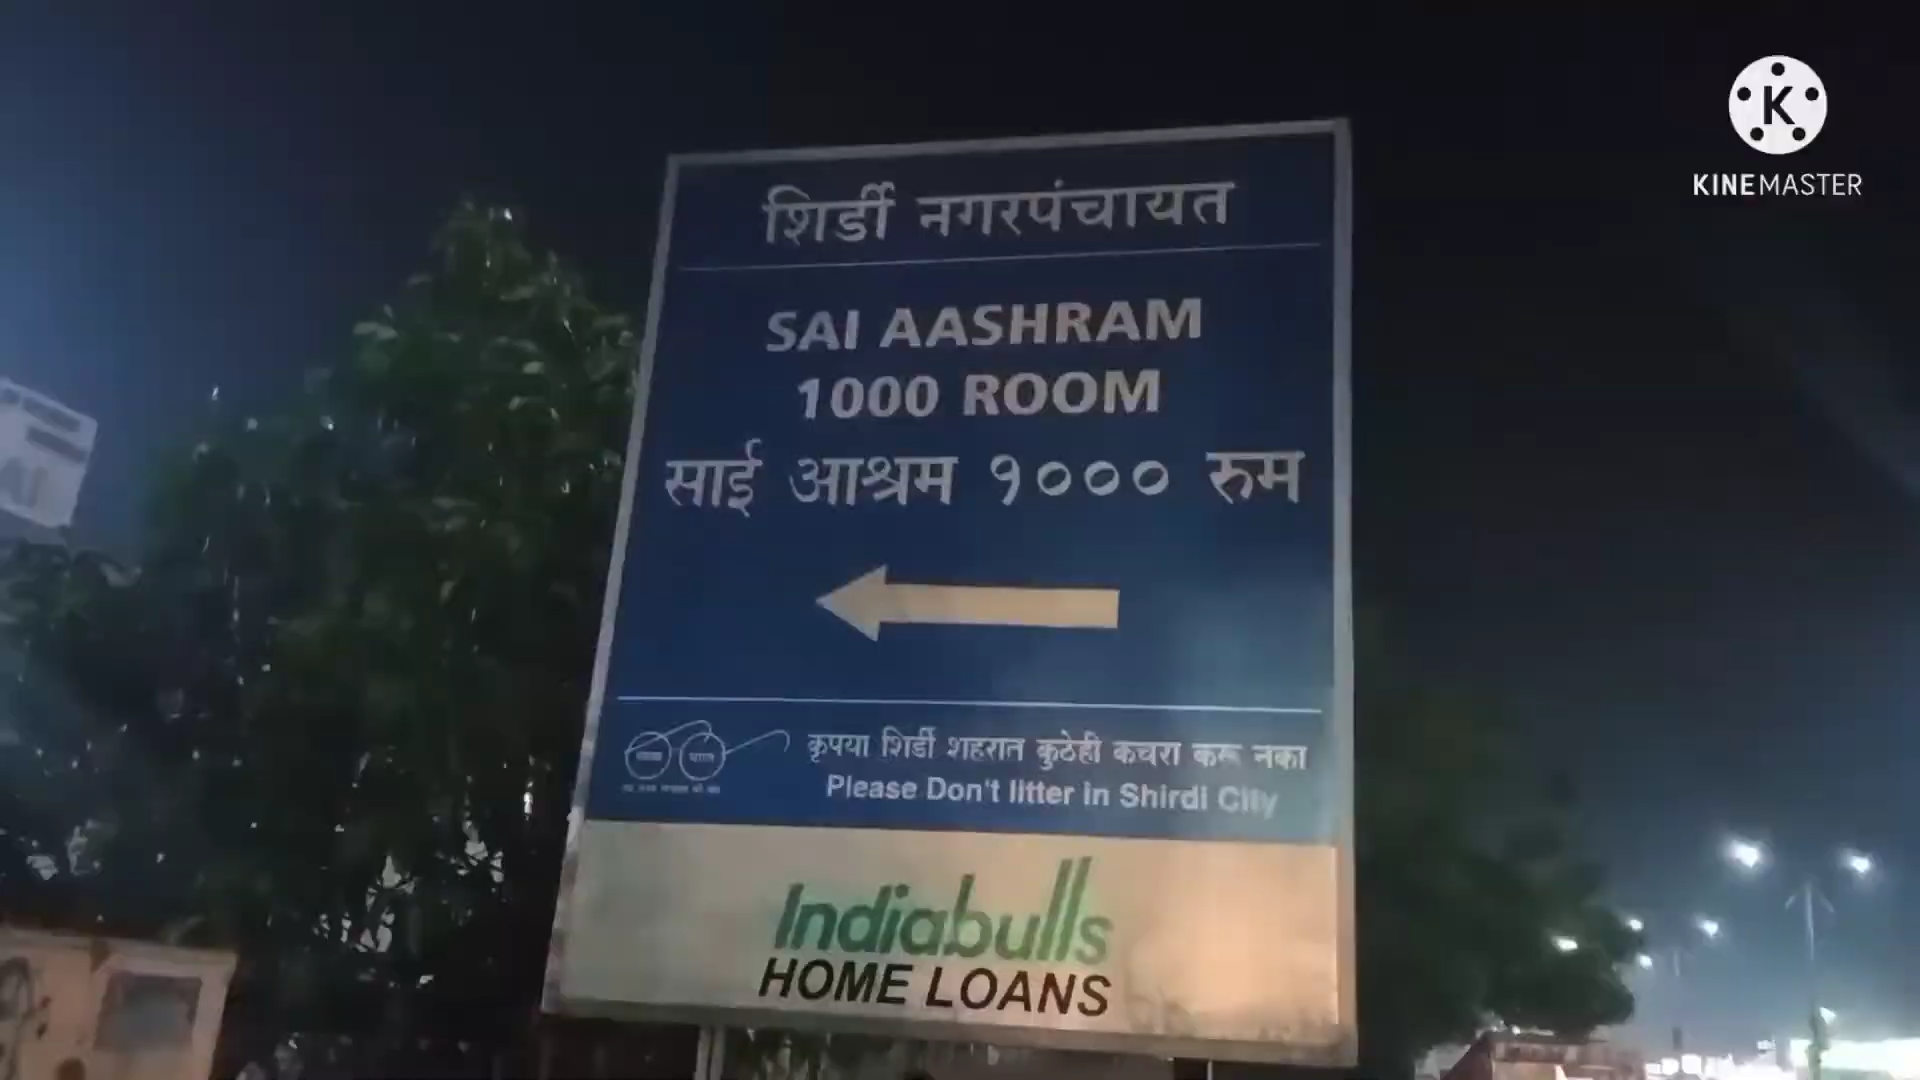 शिर्डी नगरपंचायत
SAI AASHRAM
1000 ROOM
साई आश्रम १००० रुम
कृपया शिर्डी शहरात कुठेही कचरा करू नका
Please Don't litter in Shirdi City
Indiabulls
HOME LOANS
K
KINEMASTER